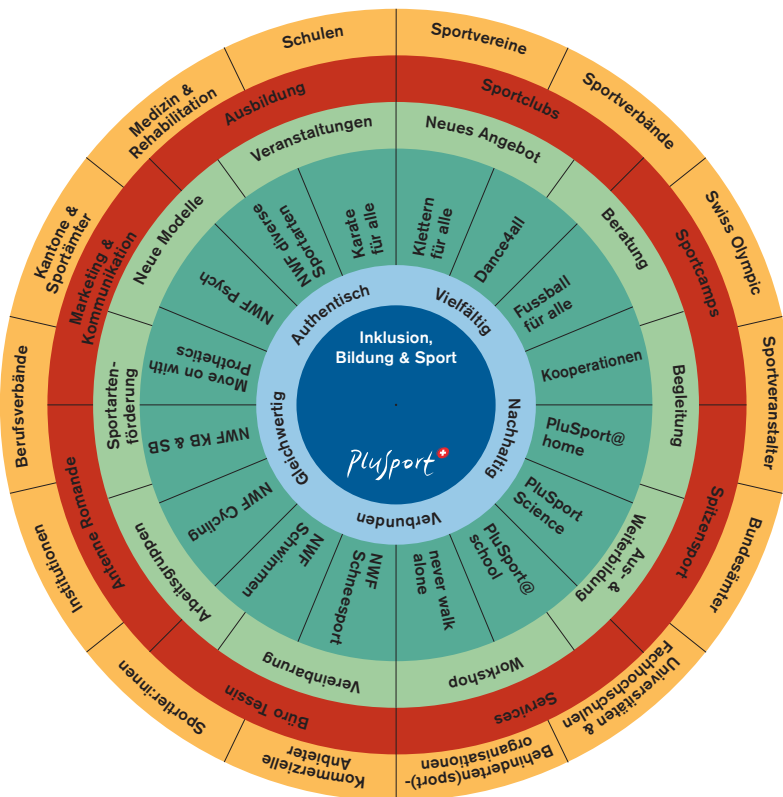 Sportvereine
Sportverbände
Swiss Olympic
Sportveranstalter
Bundesämter
Universitäten &
Fachhochschulen
Behinderten(sport)-
organisationen
Kommerzielle
Anbieter
Sportler:innen
Institutionen
Berufsverbände
Kantone &
Sportämter
Medizin &
Rehabilitation
Schulen
Sportclubs
Sportcamps
Spitzensport
Services
Büro Tessin
Antenne Romande
Marketing &
Kommunikation
Ausbildung
Neues Angebot
Beratung
Begleitung
Aus- &
Weiterbildung
Workshop
Vereinbarung
Arbeitsgruppen
Sportarten-
förderung
Neue Modelle
Veranstaltungen
Klettern
für alle
Dance4all
Fussball
für alle
Kooperationen
PluSport@
home
PluSport
Science
PluSport@
school
never walk
alone
NWF
Schneesport
NWF
Schwimmen
NWF Cycling
NWF KB & SB
Move on with
Prothetics
NWF Psych
NWF diverse
Sportarten
Karate
für alle
Vielfältig
Nachhaltig
Verbunden
Gleichwertig
Authentisch
Inklusion,
Bildung & Sport
PluSport